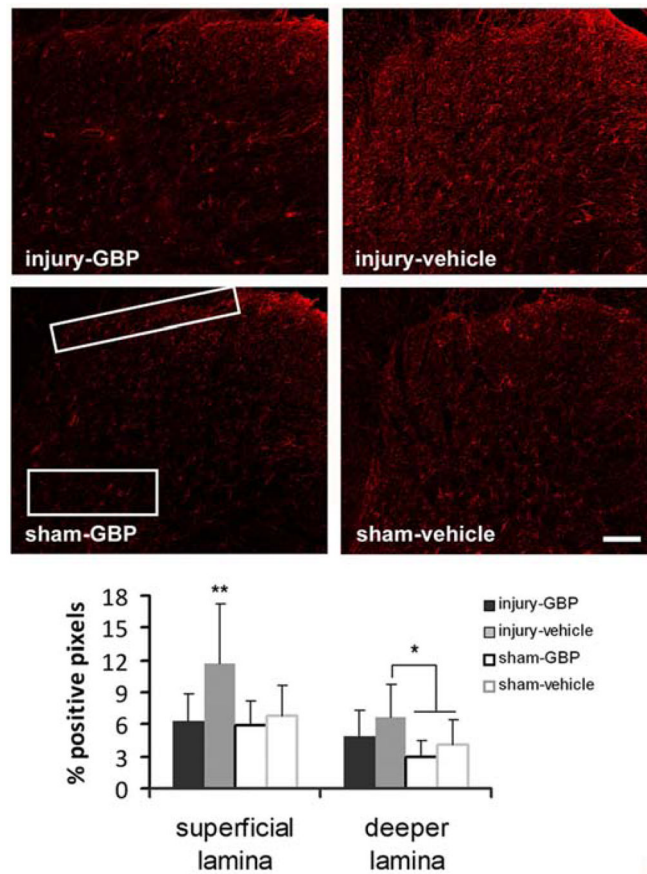 injury-GBP
injury-vehicle
sham-GBP
sham-vehicle
% positive pixels
18
15
12
9
6
3
0
**
*
injury-GBP
injury-vehicle
sham-GBP
sham-vehicle
superficial
lamina
deeper
lamina